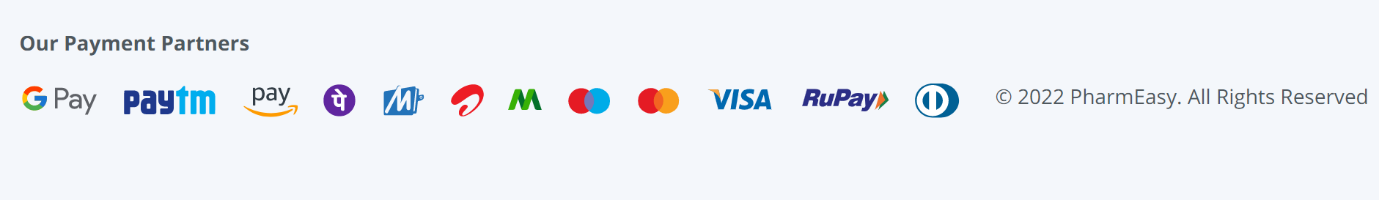 Our Payment Partners
G Pay paytm pay पे M VISA RuPay © 2022 PharmEasy. All Rights Reserved